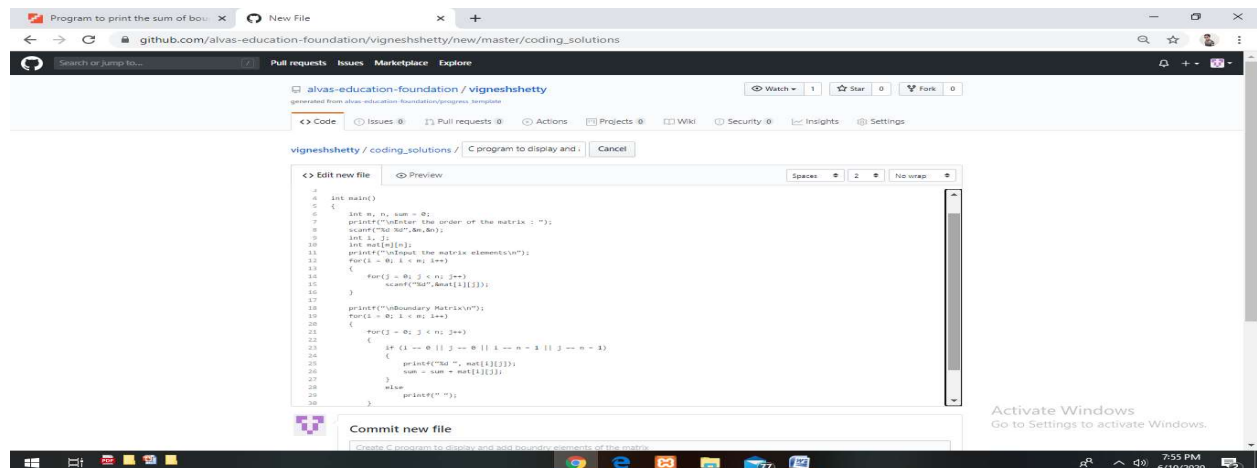 Program to print the sum of bou
New File
github.com/alvas-education-foundation/vigneshshetty/new/master/coding_solutions
Search or jump to...
/
Pull requests Issues Marketplace Explore
alvas-education-foundation / vigneshshetty
Watch 1 Star 0 Fork 0
generated from alvas-education-foundation/progress_template
<> Code Issues 0 Pull requests 0 Actions Projects 0 Wiki Security 0 Insights Settings
vigneshshetty / coding_solutions / C program to display and Cancel
<> Edit new file Preview Spaces 2 No wrap
3
4 int main()
5 {
6 int m, n, sum = 0;
7 printf("\nEnter the order of the matrix : ");
8 scanf("%d %d",&m,&n);
9 int i, j;
10 int mat[m][n];
11 printf("\nInput the matrix elements\n");
12 for(i = 0; i < m; i++)
13 {
14 for(j = 0; j < n; j++)
15 scanf("%d",&mat[i][j]);
16 }
17
18 printf("\nBoundary Matrix\n");
19 for(i = 0; i < m; i++)
20 {
21 for(j = 0; j < n; j++)
22 {
23 if (i == 0 || j == 0 || i == n - 1 || j == n - 1)
24 {
25 printf("%d ", mat[i][j]);
26 sum = sum + mat[i][j];
27 }
28 else
29 printf(" ");
30 }
Commit new file
Create C program to display and add boundry elements of the matrix.
Activate Windows
Go to Settings to activate Windows.
7:55 PM
6/19/2020